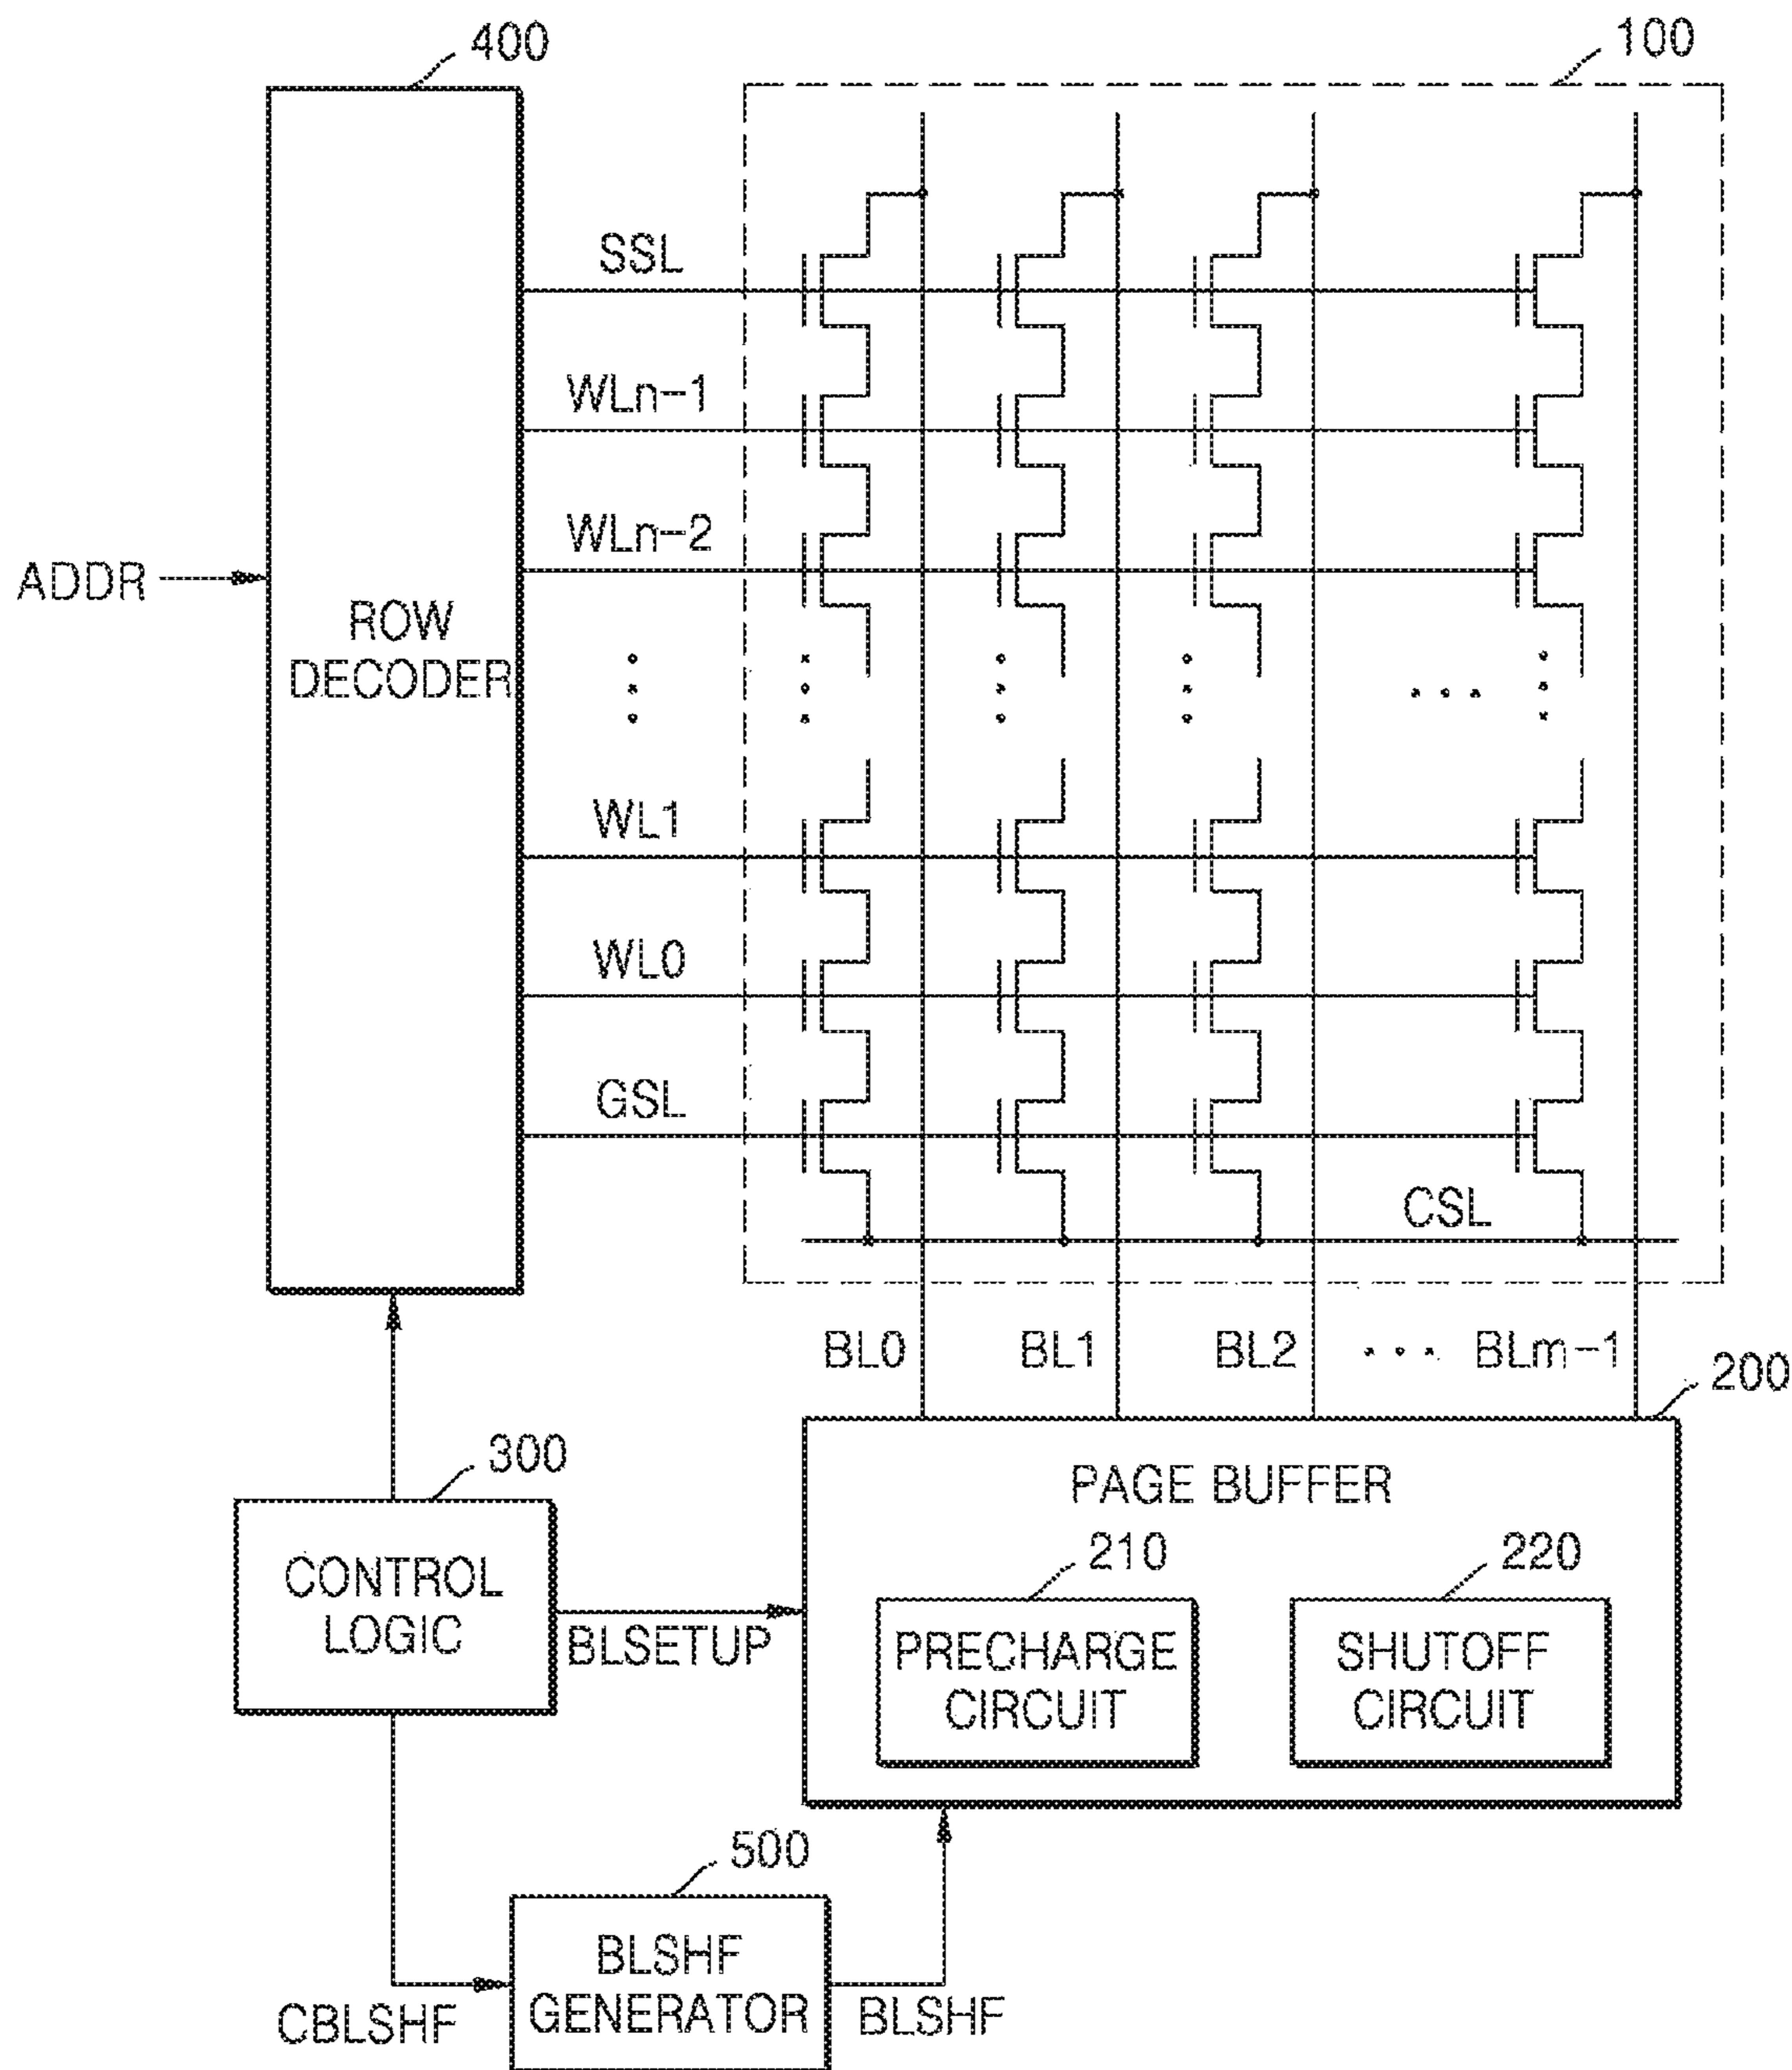 400
100
SSL
WLn-1
WLn-2
ADDR
ROW
DECODER
WL1
WL0
GSL
CSL
BL0 BL1 BL2 ... BLm-1
200
300
PAGE BUFFER
CONTROL
LOGIC
BLSETUP
210
220
PRECHARGE
CIRCUIT
SHUTOFF
CIRCUIT
500
BLSHF
GENERATOR
CBLSHF
BLSHF